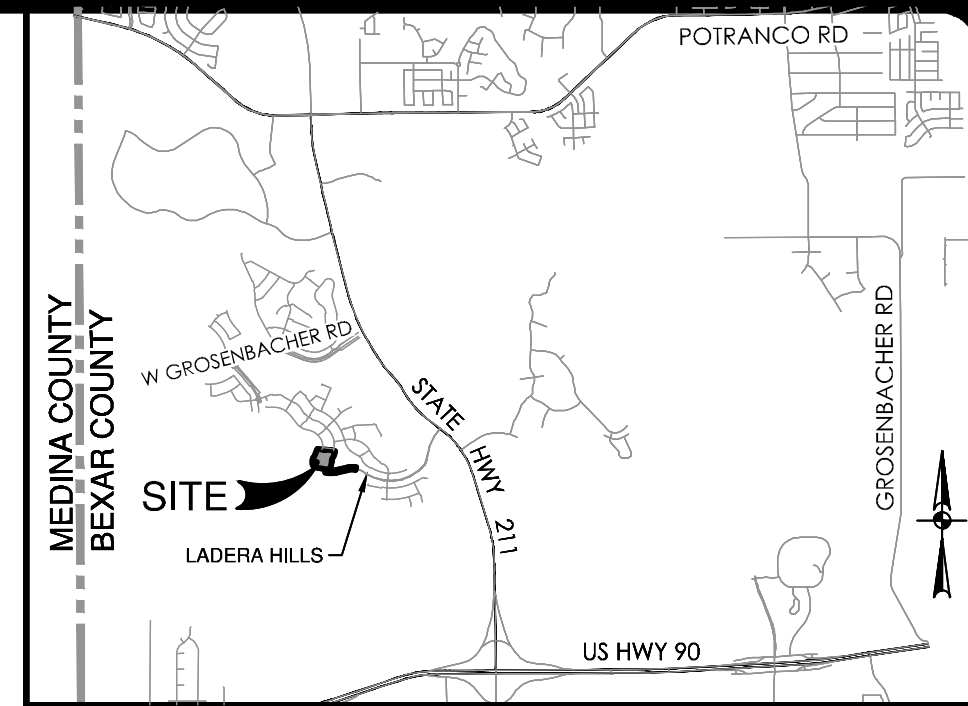 POTRANCO RD
MEDINA COUNTY
BEXAR COUNTY
W GROSENBACHER RD
GROSENBACHER RD
STATE HWY 211
SITE
LADERA HILLS
US HWY 90